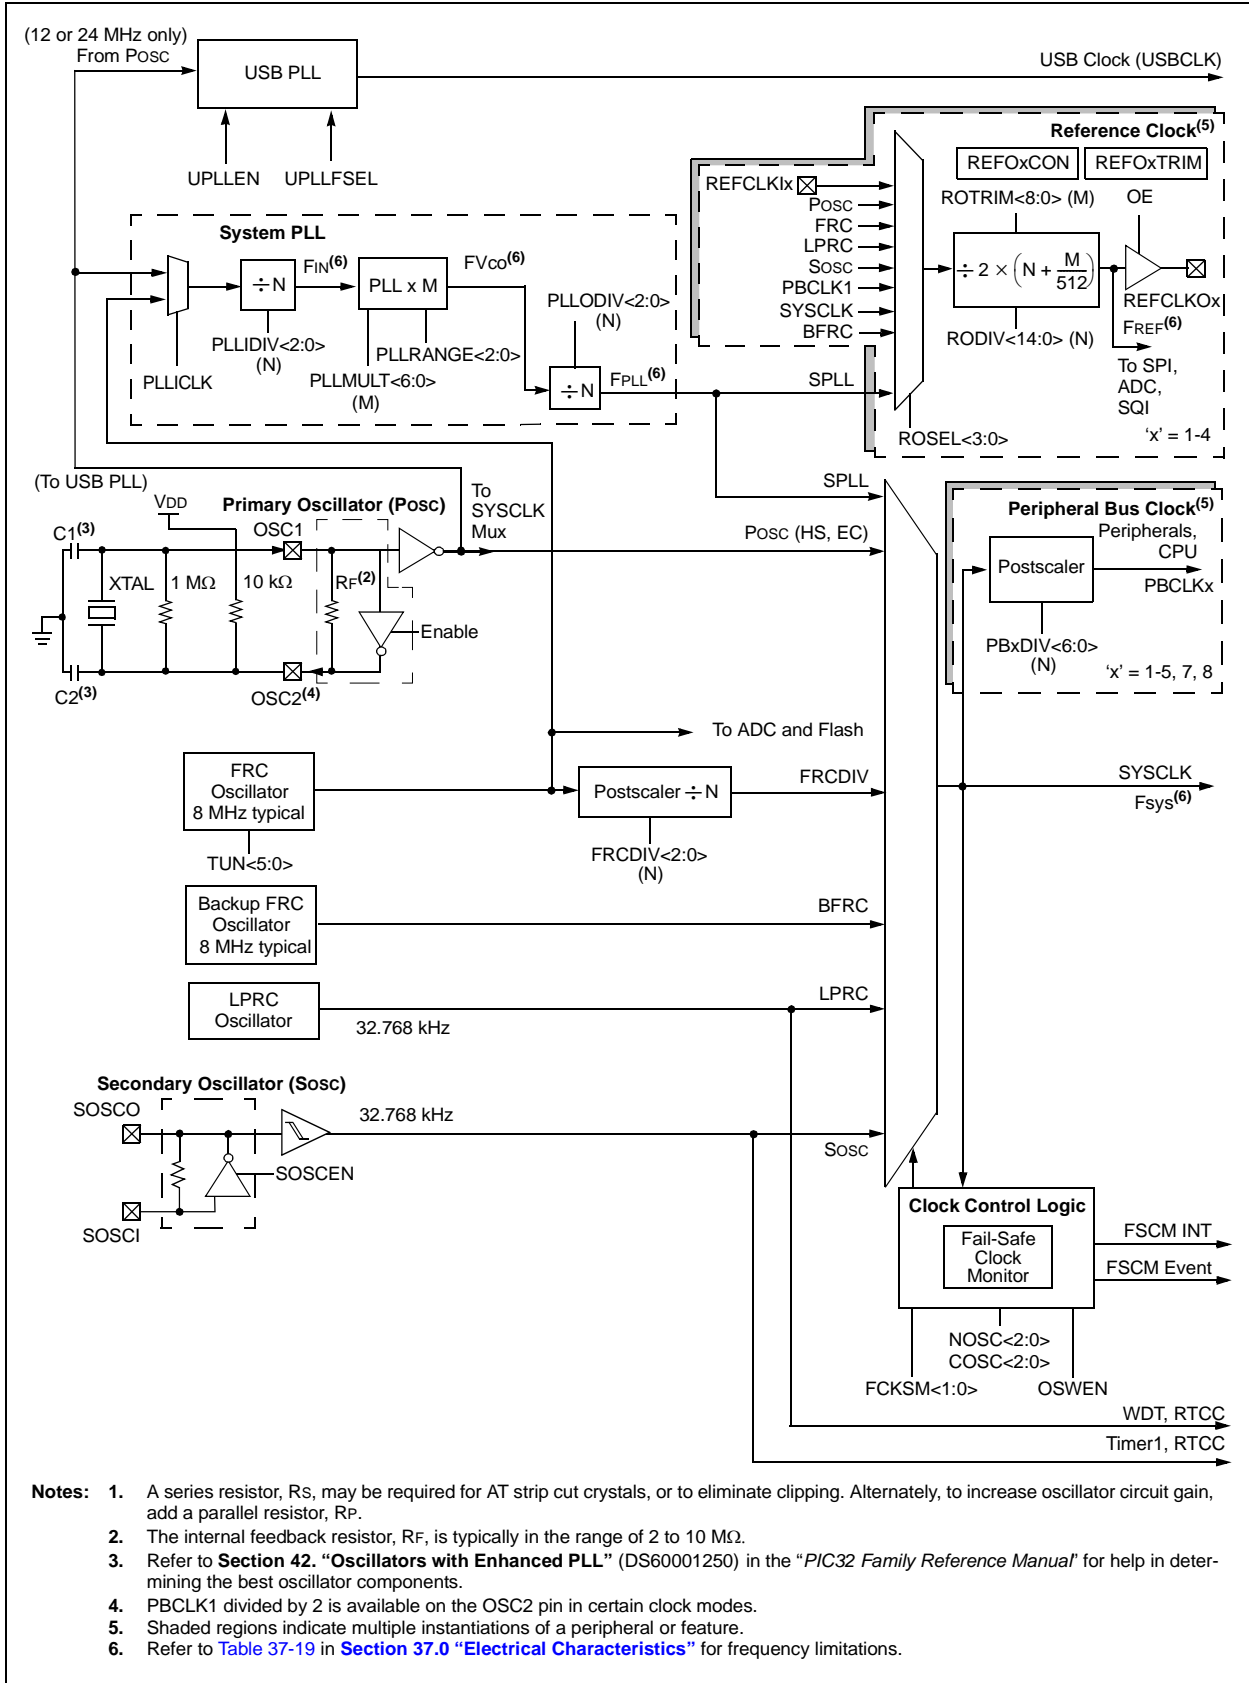 (12 or 24 MHz only)
From POSC
USB PLL
USB Clock (USBCLK)
UPLLEN
UPLLFSEL
Reference Clock(5)
REFOxCON
REFOxTRIM
REFCLKIx
POSC
FRC
LPRC
SOSC
PBCLK1
SYSCLK
BFRC
ROTRIM<8:0> (M)
OE
÷ 2 × (N + M/512)
REFCLKOx
RODIV<14:0> (N)
FREF(6)
To SPI,
ADC,
SQI
ROSEL<3:0>
'x' = 1-4
System PLL
FIN(6)
FVco(6)
÷ N
PLL x M
PLLODIV<2:0>
(N)
PLLIDIV<2:0>
(N)
PLLRANGE<2:0>
PLLICLK
PLLMULT<6:0>
(M)
÷ N
FPLL(6)
SPLL
(To USB PLL)
Primary Oscillator (POSC)
To
SYSCLK
Mux
SPLL
VDD
C1(3)
OSC1
POSC (HS, EC)
XTAL
1 MΩ
10 kΩ
RF(2)
Enable
C2(3)
OSC2(4)
Peripheral Bus Clock(5)
Peripherals,
CPU
Postscaler
PBCLKx
PBxDIV<6:0>
(N)
'x' = 1-5, 7, 8
To ADC and Flash
FRC
Oscillator
8 MHz typical
Postscaler ÷ N
FRCDIV
SYSCLK
Fsys(6)
TUN<5:0>
FRCDIV<2:0>
(N)
Backup FRC
Oscillator
8 MHz typical
BFRC
LPRC
Oscillator
LPRC
32.768 kHz
Secondary Oscillator (SOSC)
SOSCO
32.768 kHz
SOSC
SOSCEN
SOSCI
Clock Control Logic
Fail-Safe
Clock
Monitor
FSCM INT
FSCM Event
NOSC<2:0>
COSC<2:0>
FCKSM<1:0>
OSWEN
WDT, RTCC
Timer1, RTCC
Notes: 1. A series resistor, RS, may be required for AT strip cut crystals, or to eliminate clipping. Alternately, to increase oscillator circuit gain,
add a parallel resistor, RP.
2. The internal feedback resistor, RF, is typically in the range of 2 to 10 MΩ.
3. Refer to Section 42. “Oscillators with Enhanced PLL” (DS60001250) in the “PIC32 Family Reference Manual” for help in deter-
mining the best oscillator components.
4. PBCLK1 divided by 2 is available on the OSC2 pin in certain clock modes.
5. Shaded regions indicate multiple instantiations of a peripheral or feature.
6. Refer to Table 37-19 in Section 37.0 “Electrical Characteristics” for frequency limitations.